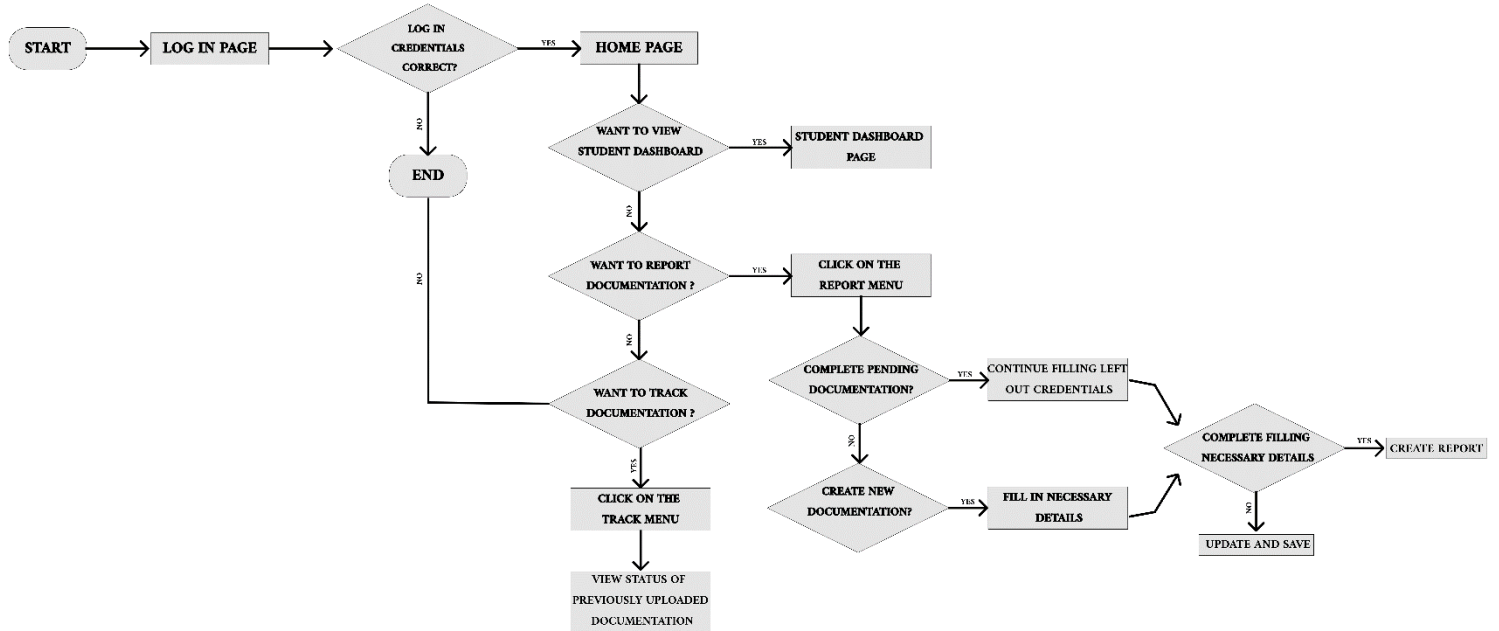 START
LOG IN PAGE
LOG IN
CREDENTIALS
CORRECT?
YES
HOME PAGE
NO
END
WANT TO VIEW
STUDENT DASHBOARD
YES
STUDENT DASHBOARD
PAGE
NO
WANT TO REPORT
DOCUMENTATION ?
YES
CLICK ON THE
REPORT MENU
NO
NO
WANT TO TRACK
DOCUMENTATION ?
YES
CLICK ON THE
TRACK MENU
VIEW STATUS OF
PREVIOUSLY UPLOADED
DOCUMENTATION
COMPLETE PENDING
DOCUMENTATION?
YES
CONTINUE FILLING LEFT
OUT CREDENTIALS
NO
CREATE NEW
DOCUMENTATION?
YES
FILL IN NECESSARY
DETAILS
COMPLETE FILLING
NECESSARY DETAILS
YES
CREATE REPORT
NO
UPDATE AND SAVE